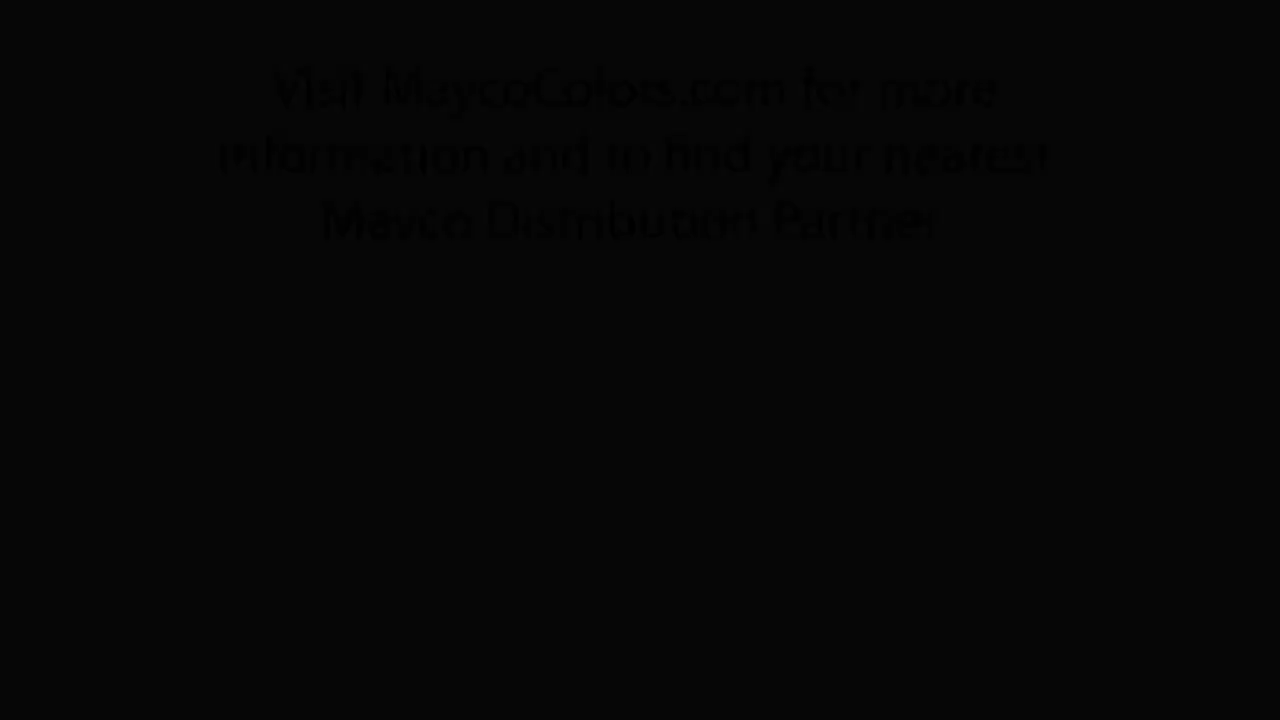 Visit MaycoColors.com for more
information and to find your nearest
Mayco Distribution Partner